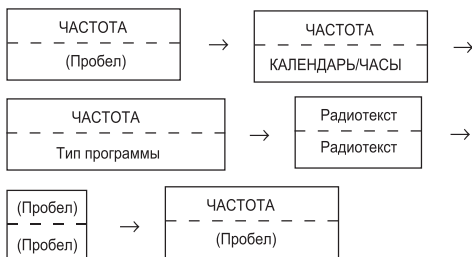 ЧАСТОТА
(Пробел)
ЧАСТОТА
КАЛЕНДАРЬ/ЧАСЫ
ЧАСТОТА
Тип программы
Радиотекст
Радиотекст
(Пробел)
(Пробел)
ЧАСТОТА
(Пробел)